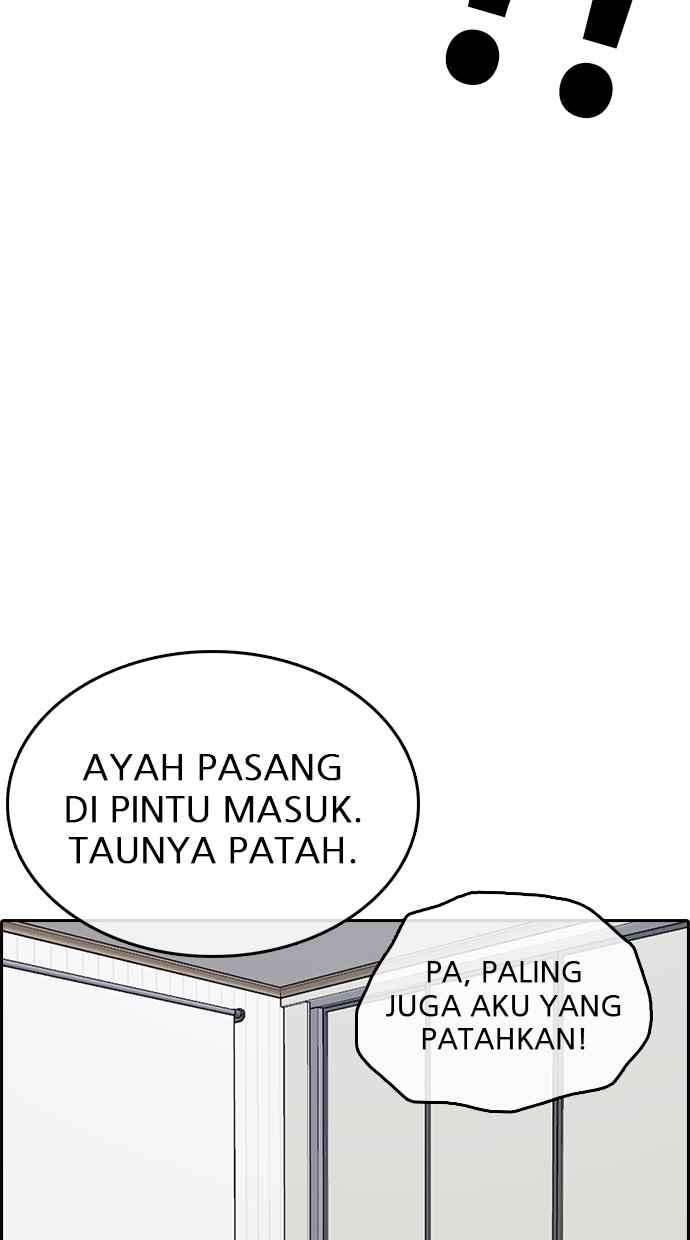 !!
AYAH PASANG
DI PINTU MASUK.
TAUNYA PATAH.
PA, PALING
JUGA AKU YANG
PATAHKAN!